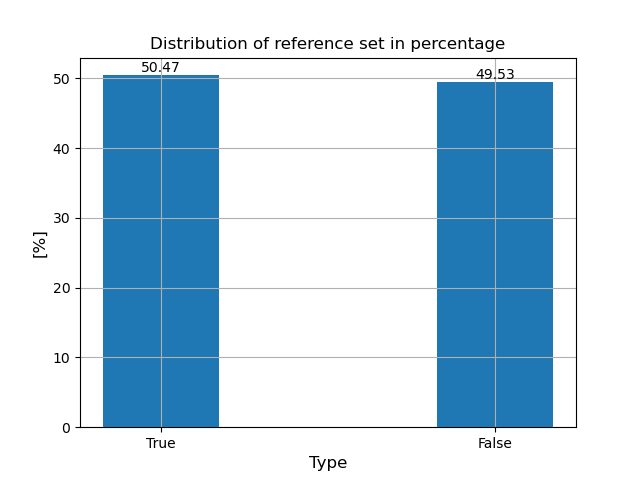 Distribution of reference set in percentage
50.47
49.53
50
40
30
20
10
0
[%]
True
False
Type